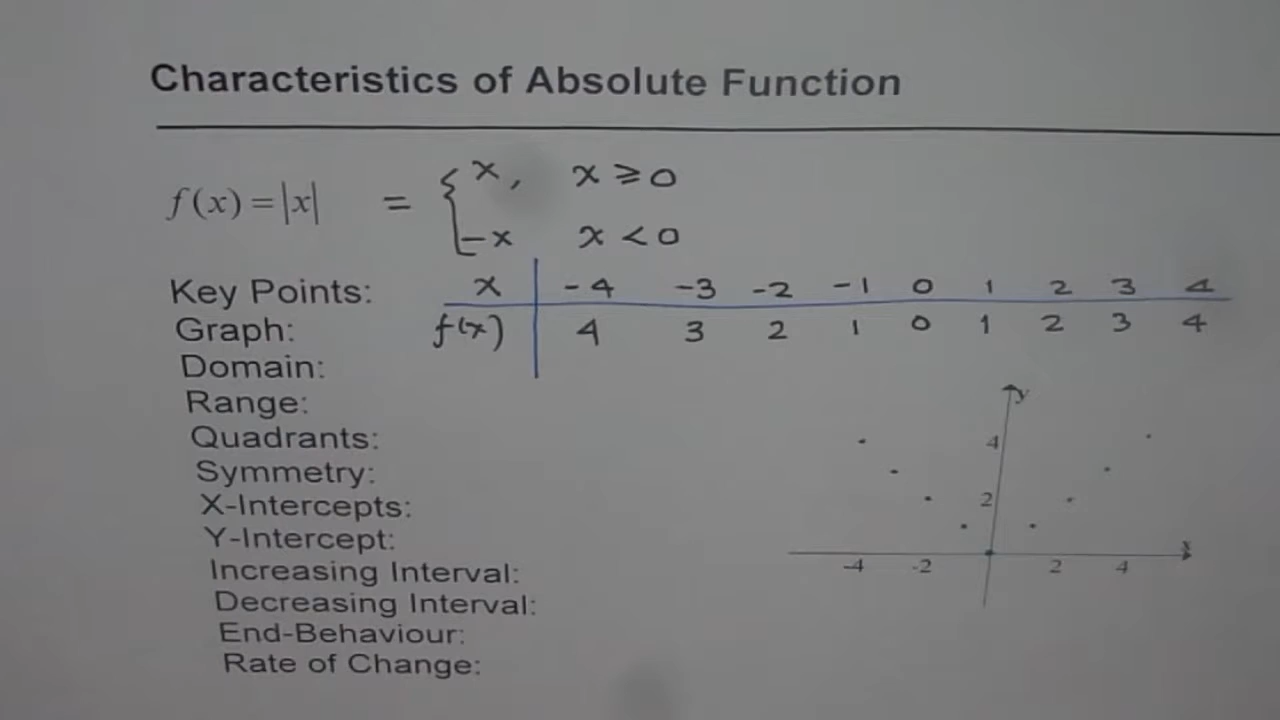 Characteristics of Absolute Function
f(x) = |x| = { x, x ≥ 0
-x x < 0
Key Points: x -4 -3 -2 -1 0 1 2 3 4
Graph: f(x) 4 3 2 1 0 1 2 3 4
Domain:
Range:
Quadrants:
Symmetry:
X-Intercepts:
Y-Intercept:
Increasing Interval:
Decreasing Interval:
End-Behaviour:
Rate of Change:
y
4
2
-4 -2 2 4
x